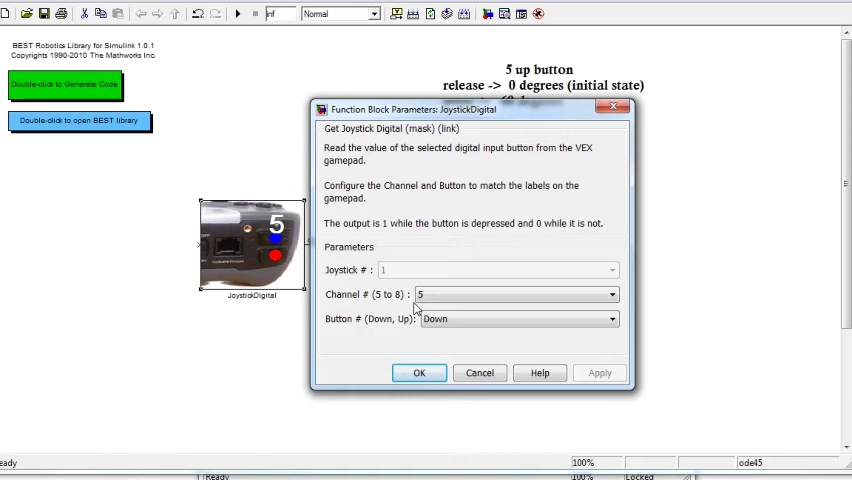 inf
Normal
BEST Robotics Library for Simulink 1.0.1
Copyrights 1990-2010 The Mathworks Inc.
Double-click to Generate Code
Double-click to open BEST library
5 up button
release -> 0 degrees (initial state)
Function Block Parameters: JoystickDigital
Get Joystick Digital (mask) (link)
Read the value of the selected digital input button from the VEX
gamepad.
Configure the Channel and Button to match the labels on the
gamepad.
The output is 1 while the button is depressed and 0 while it is not.
Parameters
Joystick # : 1
Channel # (5 to 8) : 5
Button # (Down, Up): Down
OK Cancel Help Apply
5
JoystickDigital
eady 100% ode45
Ready 100% Locked